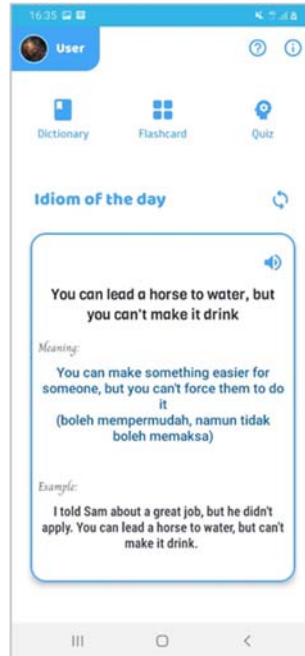 16:35
User
Dictionary Flashcard Quiz
Idiom of the day
You can lead a horse to water, but
you can't make it drink
Meaning:
You can make something easier for
someone, but you can't force them to do
it
(boleh mempermudah, namun tidak
boleh memaksa)
Example:
I told Sam about a great job, but he didn't
apply. You can lead a horse to water, but can't
make it drink.